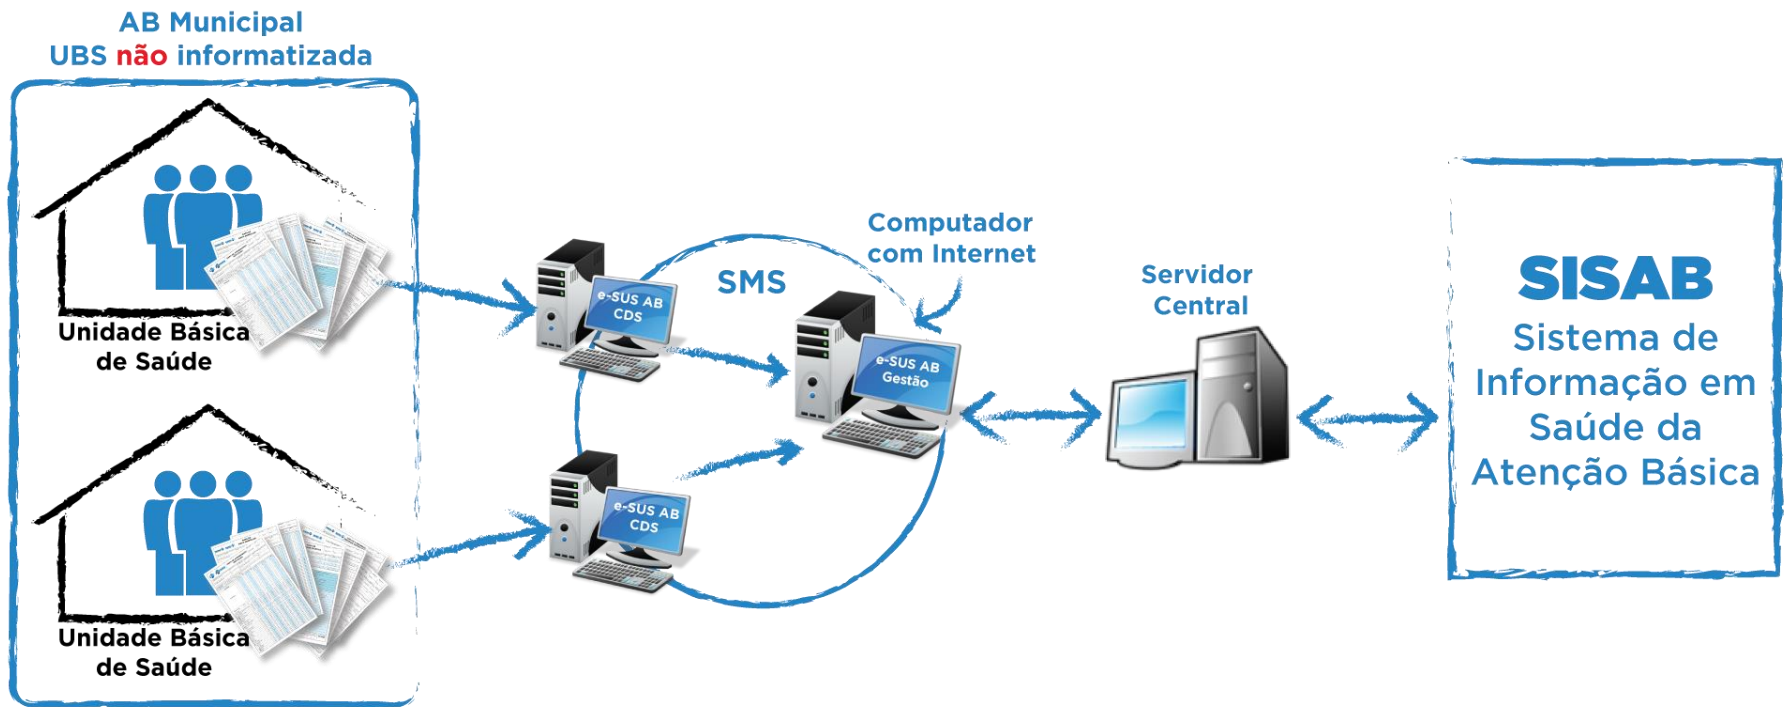 AB Municipal
UBS não informatizada
Unidade Básica
de Saúde
Unidade Básica
de Saúde
e-SUS AB
CDS
e-SUS AB
CDS
SMS
Computador
com Internet
e-SUS AB
Gestão
Servidor
Central
SISAB
Sistema de
Informação em
Saúde da
Atenção Básica